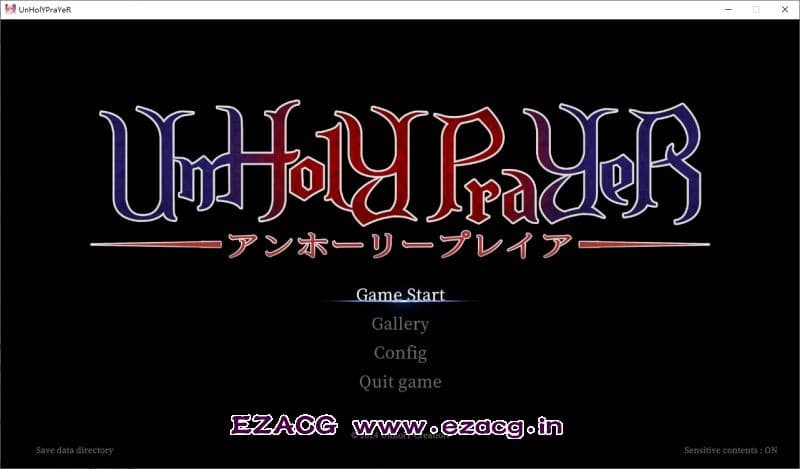 UnHolYPraYeR
UnHolY PraYeR
アンホーリープレイア
Game Start
Gallery
Config
Quit game
EZACG www.ezacg.in
Save data directory
Sensitive contents : ON